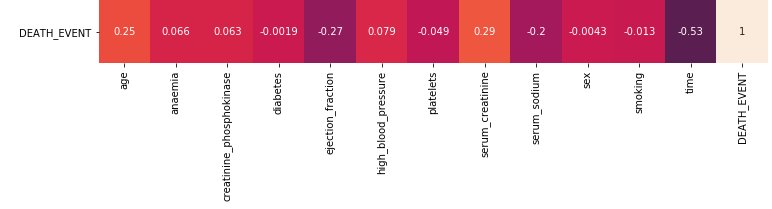 DEATH_EVENT
0.25 0.066 0.063 -0.0019 -0.27 0.079 -0.049 0.29 -0.2 -0.0043 -0.013 -0.53 1
age
anaemia
creatinine_phosphokinase
diabetes
ejection_fraction
high_blood_pressure
platelets
serum_creatinine
serum_sodium
sex
smoking
time
DEATH_EVENT